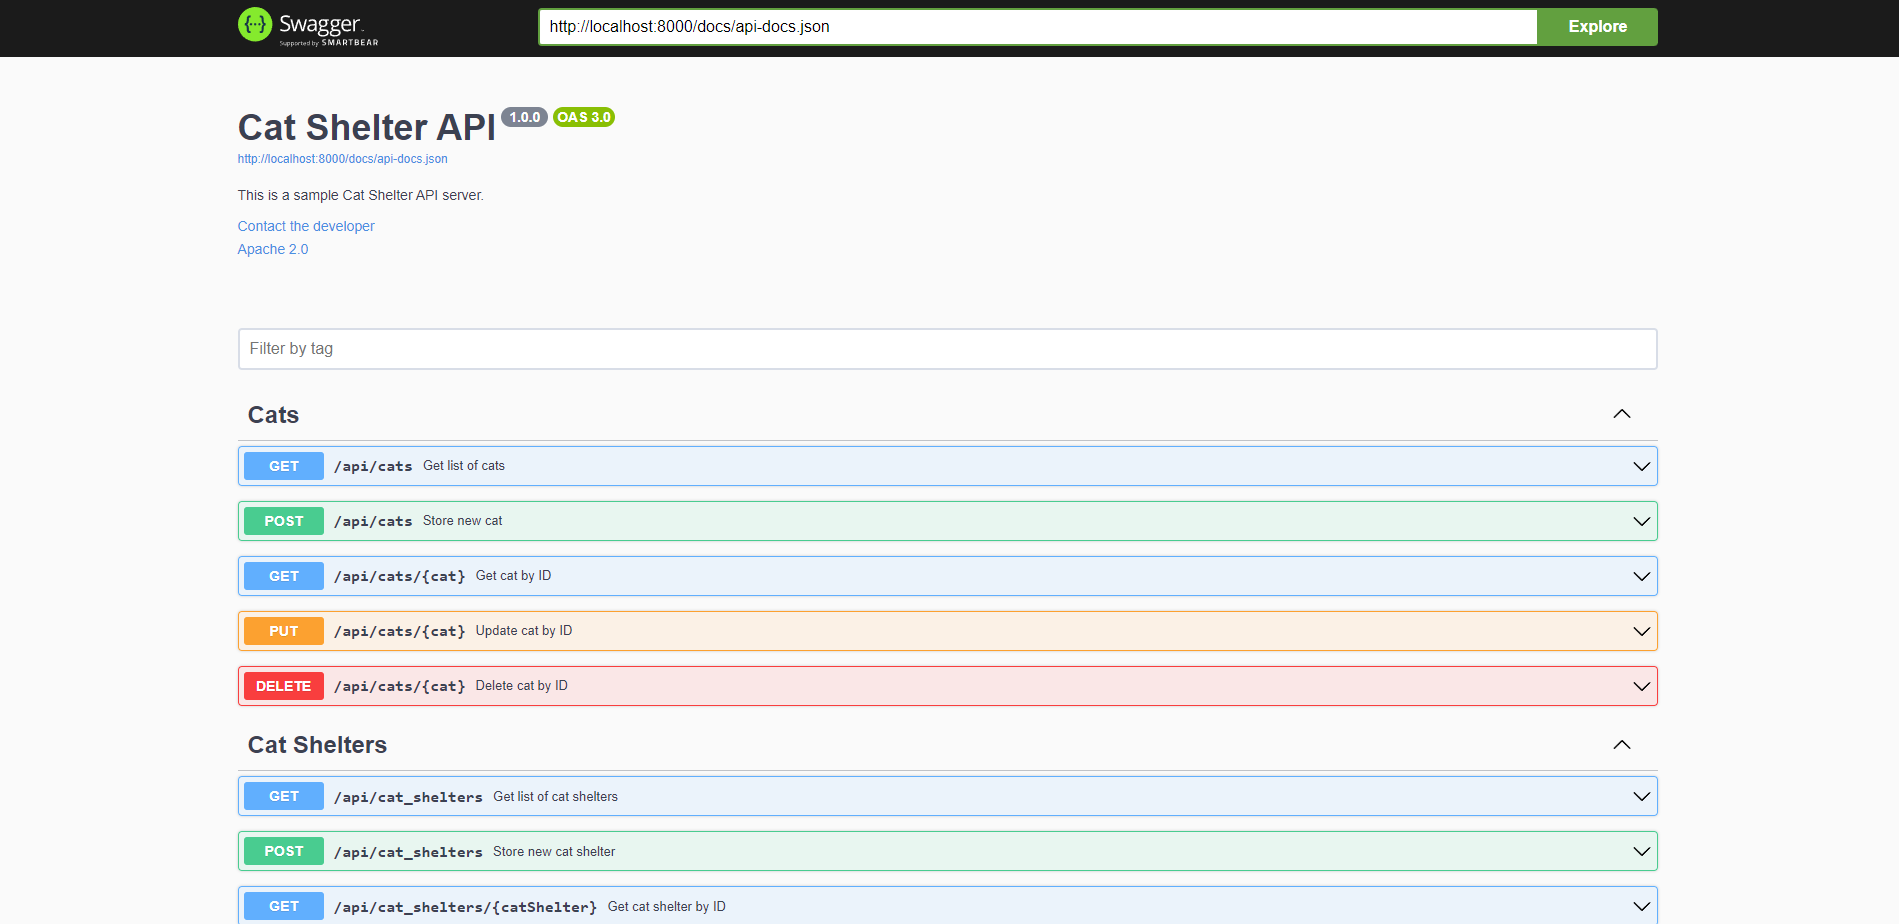 Swagger
Supported by SMARTBEAR
http://localhost:8000/docs/api-docs.json
Explore
Cat Shelter API 1.0.0 OAS 3.0
http://localhost:8000/docs/api-docs.json
This is a sample Cat Shelter API server.
Contact the developer
Apache 2.0
Filter by tag
Cats
GET /api/cats Get list of cats
POST /api/cats Store new cat
GET /api/cats/{cat} Get cat by ID
PUT /api/cats/{cat} Update cat by ID
DELETE /api/cats/{cat} Delete cat by ID
Cat Shelters
GET /api/cat_shelters Get list of cat shelters
POST /api/cat_shelters Store new cat shelter
GET /api/cat_shelters/{catShelter} Get cat shelter by ID